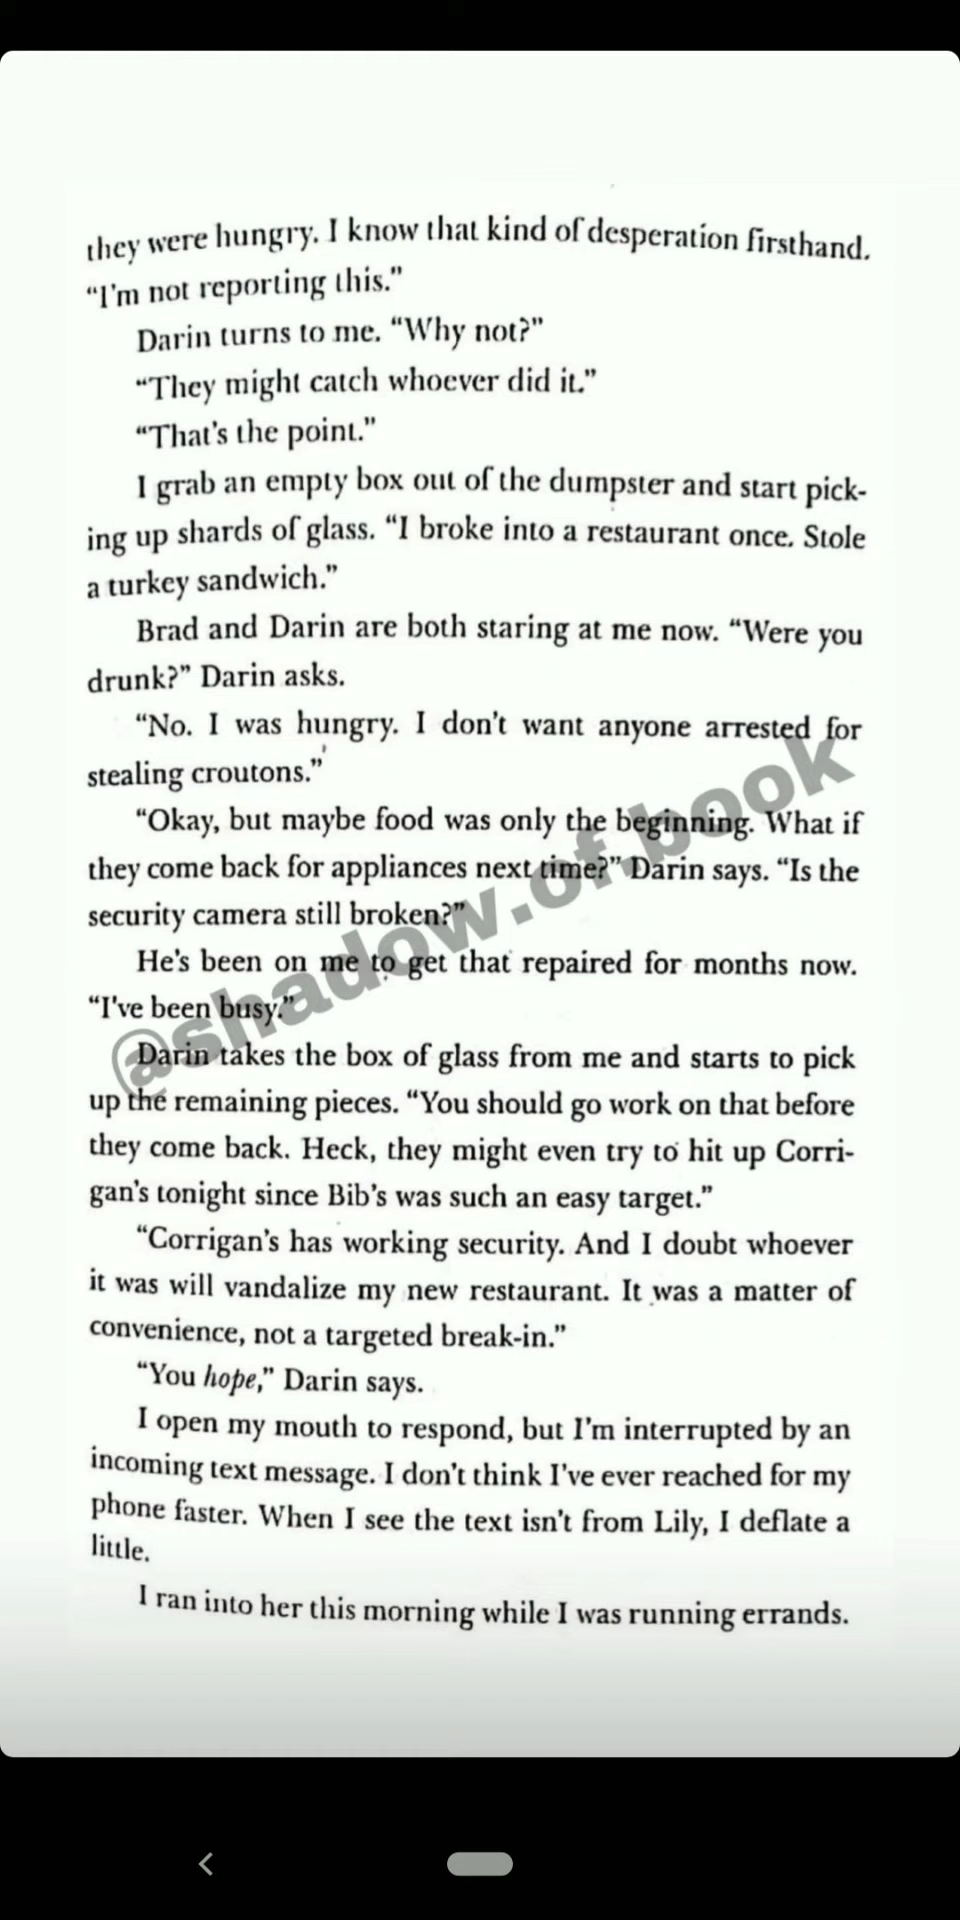 they were hungry. I know that kind of desperation firsthand.
“I’m not reporting this.”
Darin turns to me. “Why not?”
“They might catch whoever did it.”
“That’s the point.”
I grab an empty box out of the dumpster and start pick-
ing up shards of glass. “I broke into a restaurant once. Stole
a turkey sandwich.”
Brad and Darin are both staring at me now. “Were you
drunk?” Darin asks.
“No. I was hungry. I don’t want anyone arrested for
stealing croutons.”
“Okay, but maybe food was only the beginning. What if
they come back for appliances next time?” Darin says. “Is the
security camera still broken?”
He’s been on me to get that repaired for months now.
“I've been busy.”
Darin takes the box of glass from me and starts to pick
up the remaining pieces. “You should go work on that before
they come back. Heck, they might even try to hit up Corri-
gan’s tonight since Bib’s was such an easy target.”
“Corrigan’s has working security. And I doubt whoever
it was will vandalize my new restaurant. It was a matter of
convenience, not a targeted break-in.”
“You hope,” Darin says.
I open my mouth to respond, but I’m interrupted by an
incoming text message. I don’t think I’ve ever reached for my
phone faster. When I see the text isn’t from Lily, I deflate a
little.
I ran into her this morning while I was running errands.
@shadow.of.book